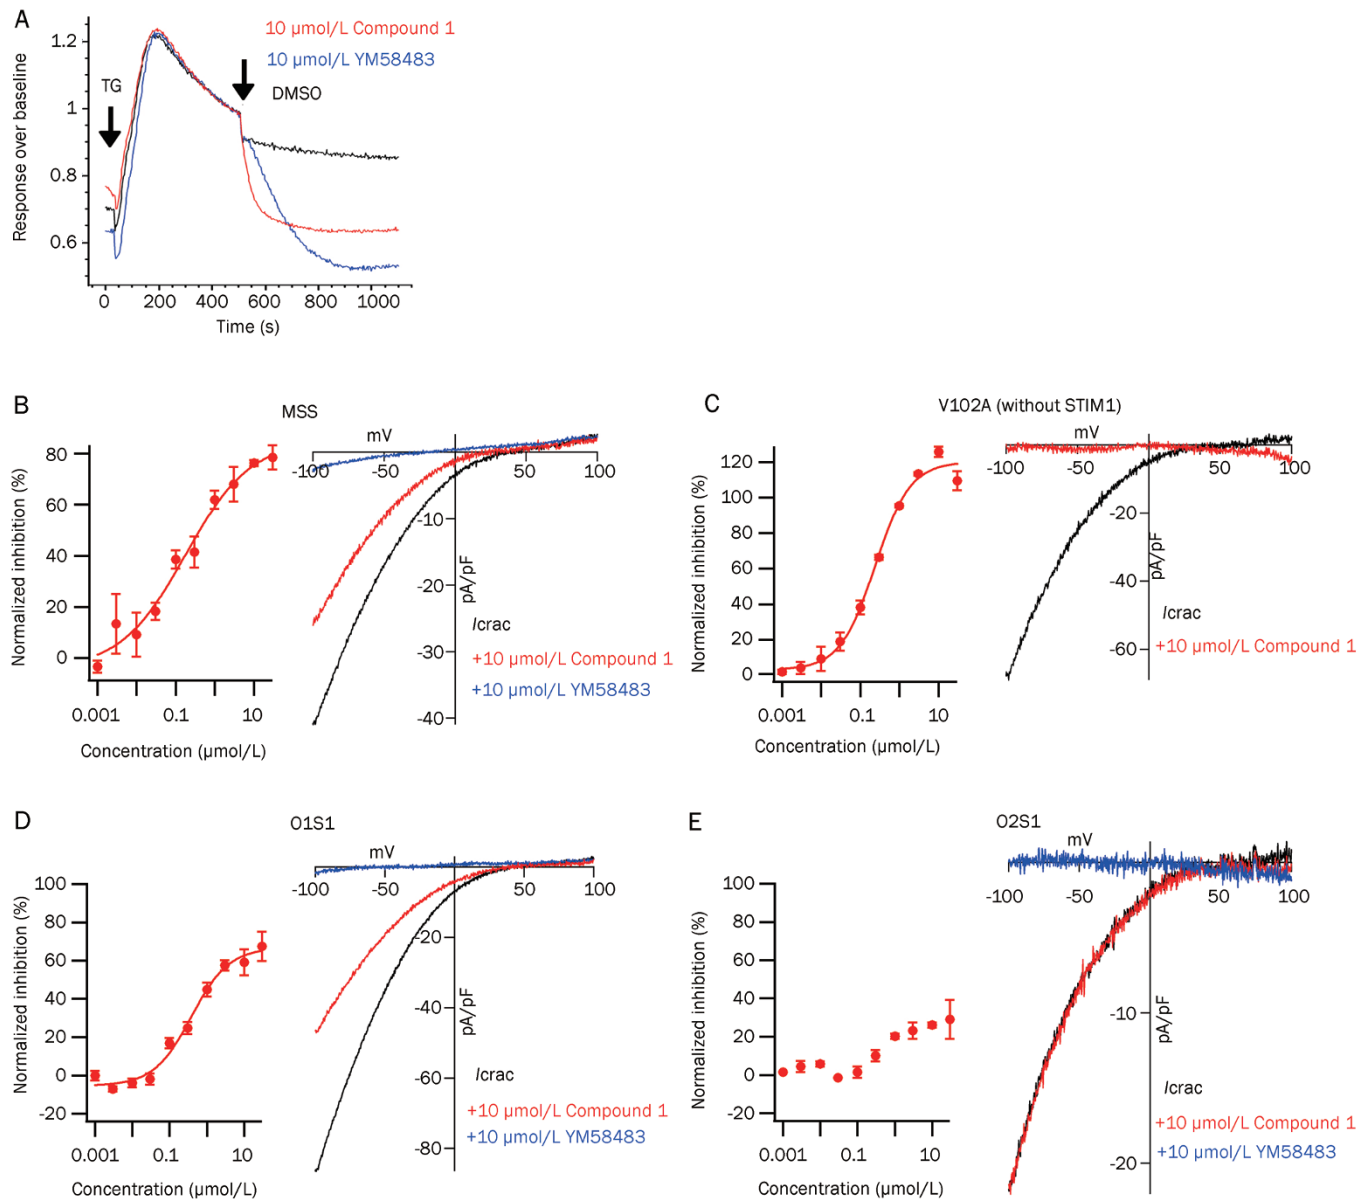 A
10 µmol/L Compound 1
10 µmol/L YM58483
DMSO
TG
Response over baseline
1.2
1
0.8
0.6
0 200 400 600 800 1000
Time (s)
B
MSS
Normalized inhibition (%)
80
60
40
20
0
0.001 0.1 10
Concentration (µmol/L)
mV
-100 -50 50 100
-10
-20
-30
-40
pA/pF
Icrac
+10 µmol/L Compound 1
+10 µmol/L YM58483
C
V102A (without STIM1)
Normalized inhibition (%)
120
100
80
60
40
20
0
0.001 0.1 10
Concentration (µmol/L)
mV
-100 -50 50 100
-20
-40
-60
pA/pF
Icrac
+10 µmol/L Compound 1
D
O1S1
Normalized inhibition (%)
100
80
60
40
20
0
-20
0.001 0.1 10
Concentration (µmol/L)
mV
-100 -50 50 100
-20
-40
-60
-80
pA/pF
Icrac
+10 µmol/L Compound 1
+10 µmol/L YM58483
E
O2S1
Normalized inhibition (%)
100
80
60
40
20
0
-20
0.001 0.1 10
Concentration (µmol/L)
mV
-100 -50 50 100
-10
-20
pA/pF
Icrac
+10 µmol/L Compound 1
+10 µmol/L YM58483